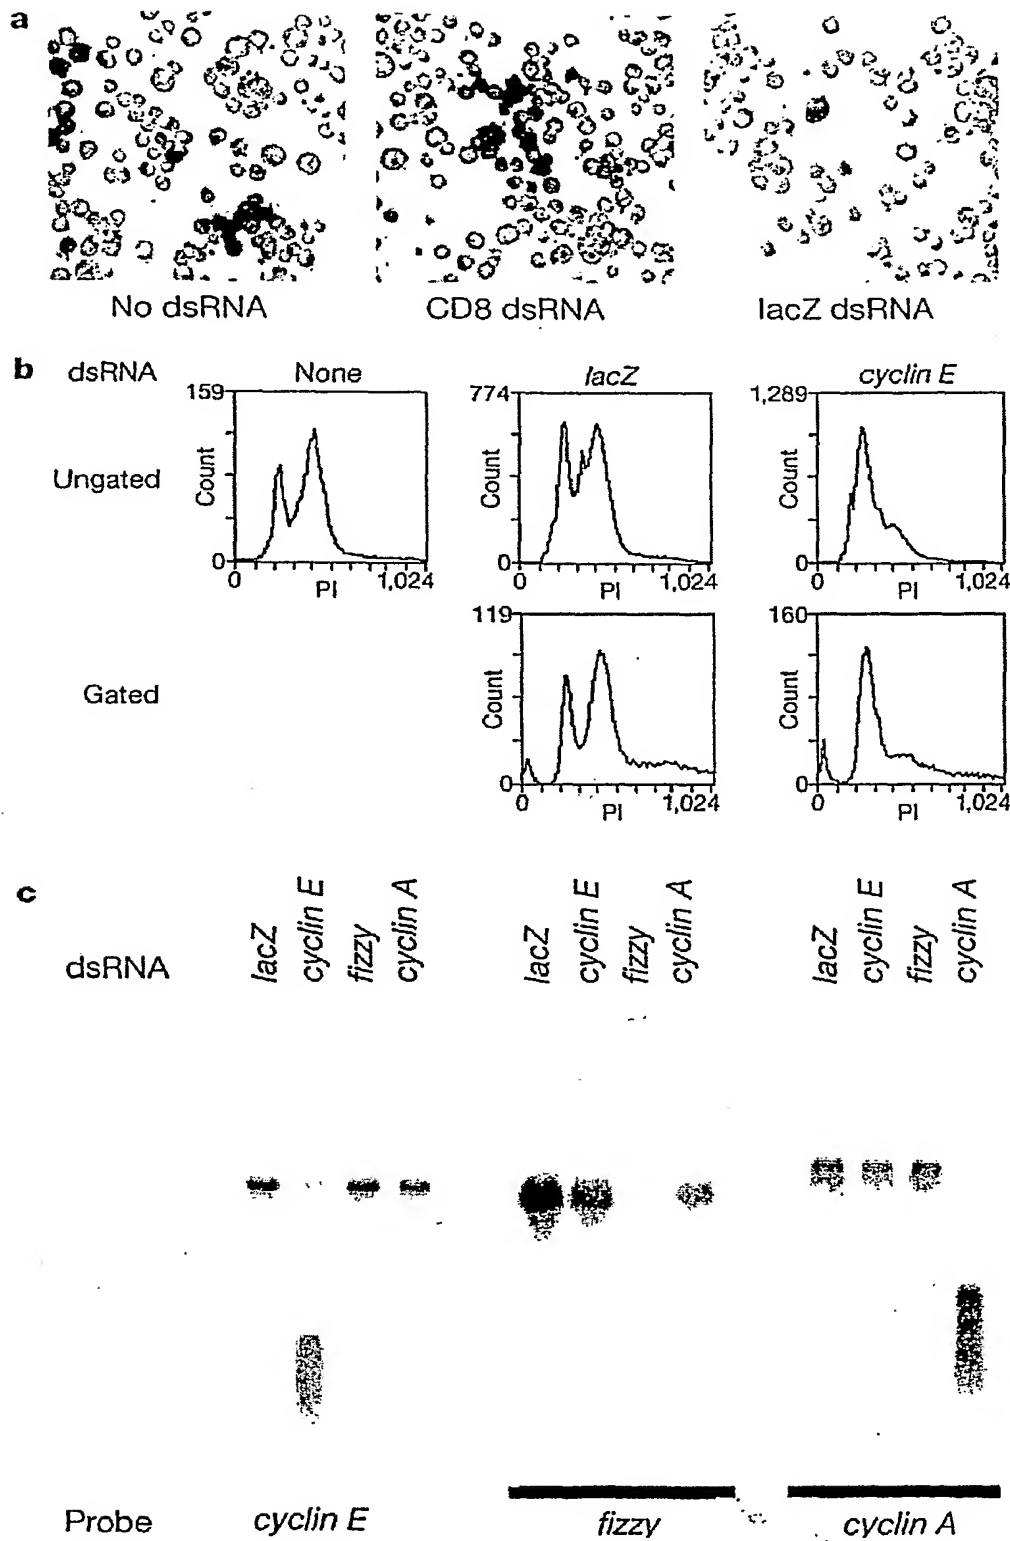 a
No dsRNA CD8 dsRNA lacZ dsRNA
b dsRNA None lacZ cyclin E
159 774 1,289
Ungated Count Count Count
0 0 0
0 PI 1,024 0 PI 1,024 0 PI 1,024
119 160
Gated Count Count
0 0
0 PI 1,024 0 PI 1,024
c
dsRNA lacZ cyclin E fizzy cyclin A lacZ cyclin E fizzy cyclin A lacZ cyclin E fizzy cyclin A
Probe cyclin E fizzy cyclin A